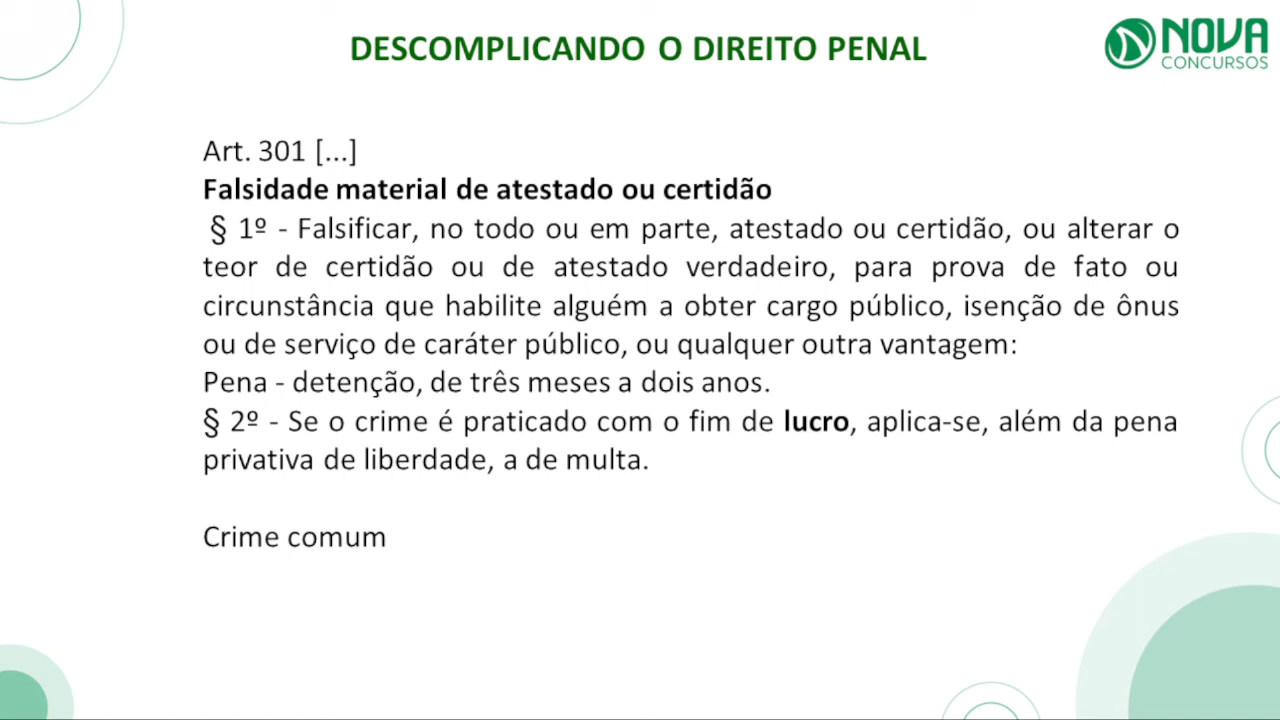 DESCOMPLICANDO O DIREITO PENAL
NOVA
CONCURSOS
Art. 301 [...]
Falsidade material de atestado ou certidão
§ 1º - Falsificar, no todo ou em parte, atestado ou certidão, ou alterar o
teor de certidão ou de atestado verdadeiro, para prova de fato ou
circunstância que habilite alguém a obter cargo público, isenção de ônus
ou de serviço de caráter público, ou qualquer outra vantagem:
Pena - detenção, de três meses a dois anos.
§ 2º - Se o crime é praticado com o fim de lucro, aplica-se, além da pena
privativa de liberdade, a de multa.
Crime comum